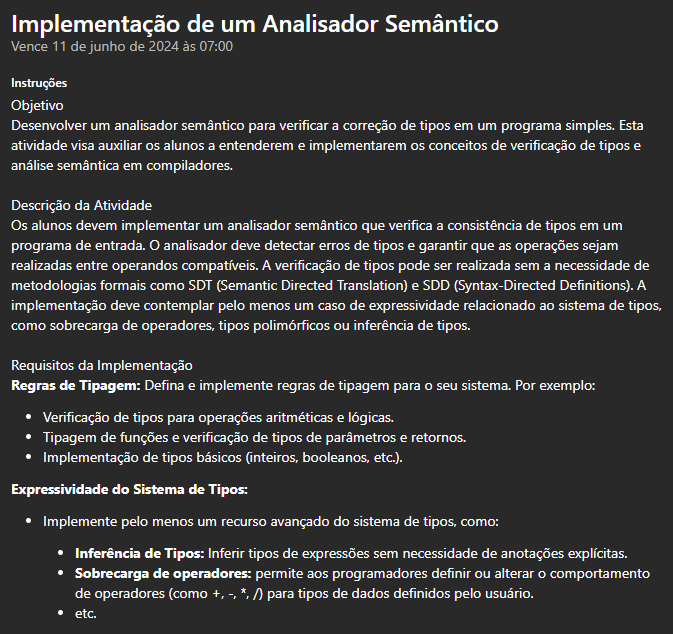 Implementação de um Analisador Semântico
Vence 11 de junho de 2024 às 07:00
Instruções
Objetivo
Desenvolver um analisador semântico para verificar a correção de tipos em um programa simples. Esta
atividade visa auxiliar os alunos a entenderem e implementarem os conceitos de verificação de tipos e
análise semântica em compiladores.
Descrição da Atividade
Os alunos devem implementar um analisador semântico que verifica a consistência de tipos em um
programa de entrada. O analisador deve detectar erros de tipos e garantir que as operações sejam
realizadas entre operandos compatíveis. A verificação de tipos pode ser realizada sem a necessidade de
metodologias formais como SDT (Semantic Directed Translation) e SDD (Syntax-Directed Definitions). A
implementação deve contemplar pelo menos um caso de expressividade relacionado ao sistema de tipos,
como sobrecarga de operadores, tipos polimórficos ou inferência de tipos.
Requisitos da Implementação
Regras de Tipagem: Defina e implemente regras de tipagem para o seu sistema. Por exemplo:
• Verificação de tipos para operações aritméticas e lógicas.
• Tipagem de funções e verificação de tipos de parâmetros e retornos.
• Implementação de tipos básicos (inteiros, booleanos, etc.).
Expressividade do Sistema de Tipos:
• Implemente pelo menos um recurso avançado do sistema de tipos, como:
• Inferência de Tipos: Inferir tipos de expressões sem necessidade de anotações explícitas.
• Sobrecarga de operadores: permite aos programadores definir ou alterar o comportamento
de operadores (como +, -, *, /) para tipos de dados definidos pelo usuário.
• etc.